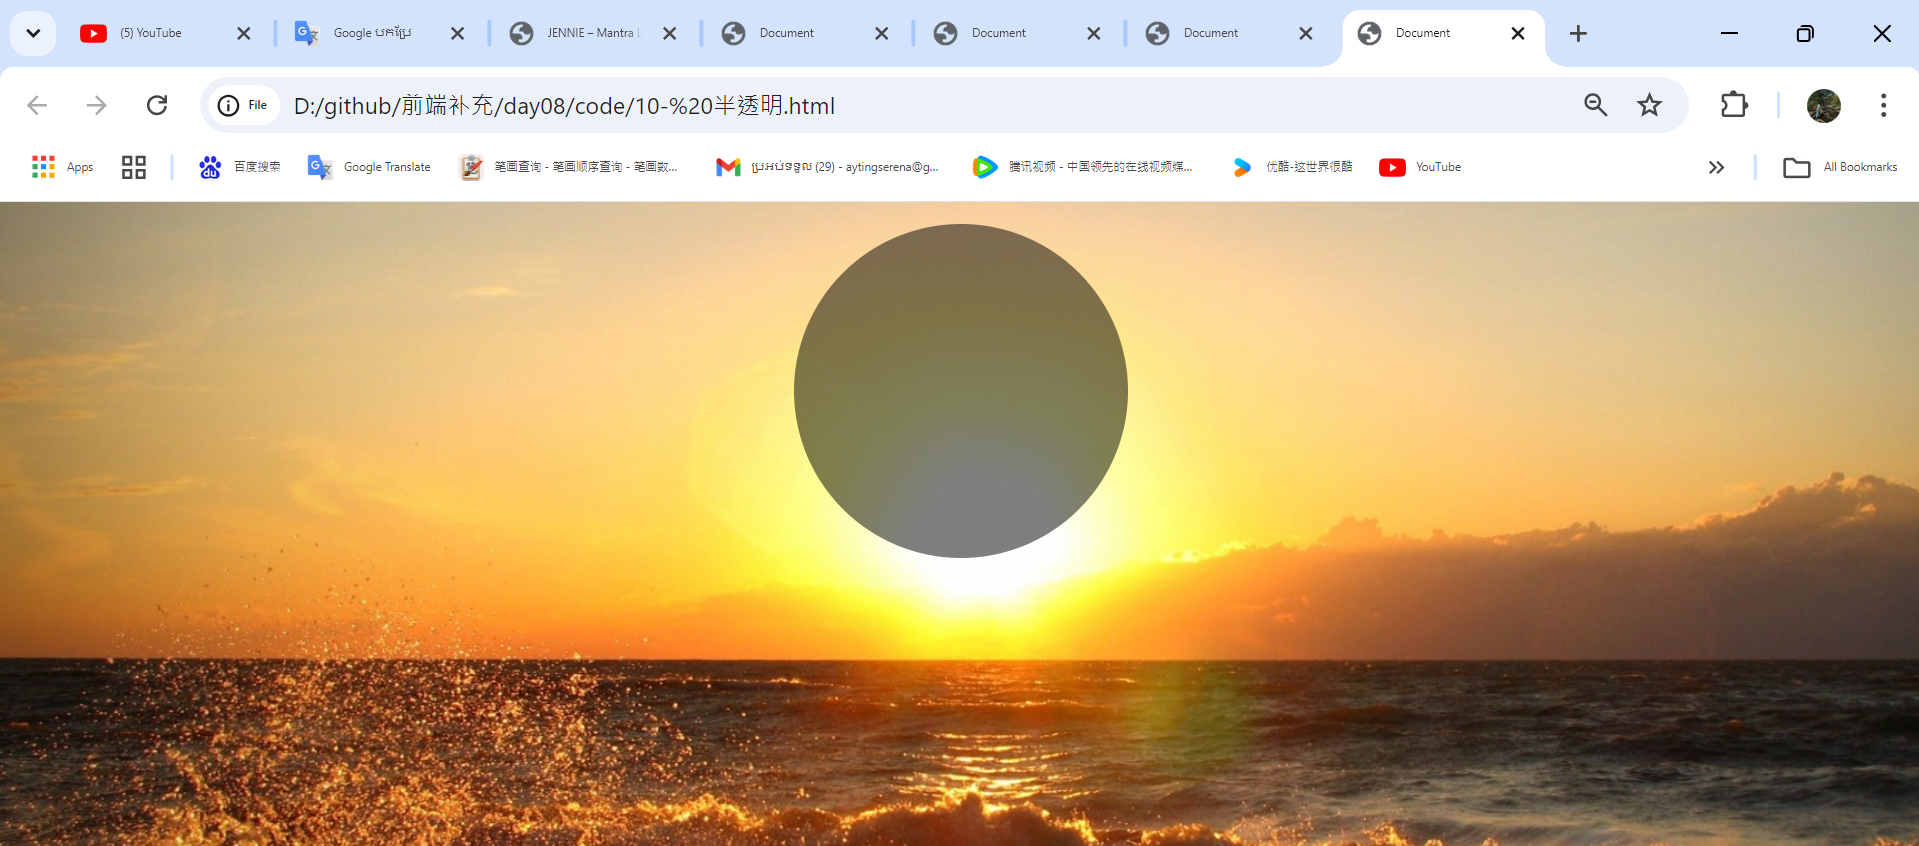 (5) YouTube
Google បកប្រែ
JENNIE – Mantra
Document
Document
Document
Document
File
D:/github/前端补充/day08/code/10-%20半透明.html
Apps
百度搜索
Google Translate
笔画查询 - 笔画顺序查询 - 笔画数...
ប្រអប់ទទួល (29) - aytingserena@g...
腾讯视频 - 中国领先的在线视频媒...
优酷-这世界很酷
YouTube
All Bookmarks